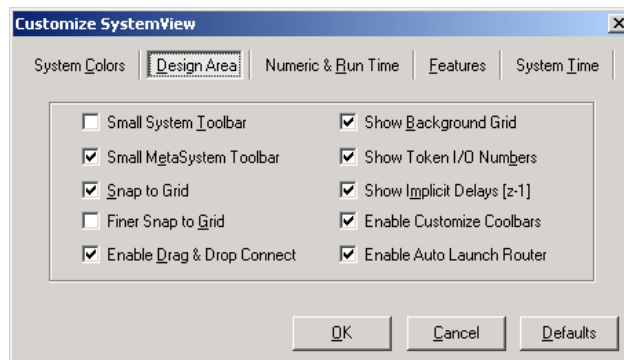 Customize SystemView
System Colors Design Area Numeric & Run Time Features System Time
Small System Toolbar Show Background Grid
Small MetaSystem Toolbar Show Token I/O Numbers
Snap to Grid Show Implicit Delays [z-1]
Finer Snap to Grid Enable Customize Coolbars
Enable Drag & Drop Connect Enable Auto Launch Router
OK Cancel Defaults